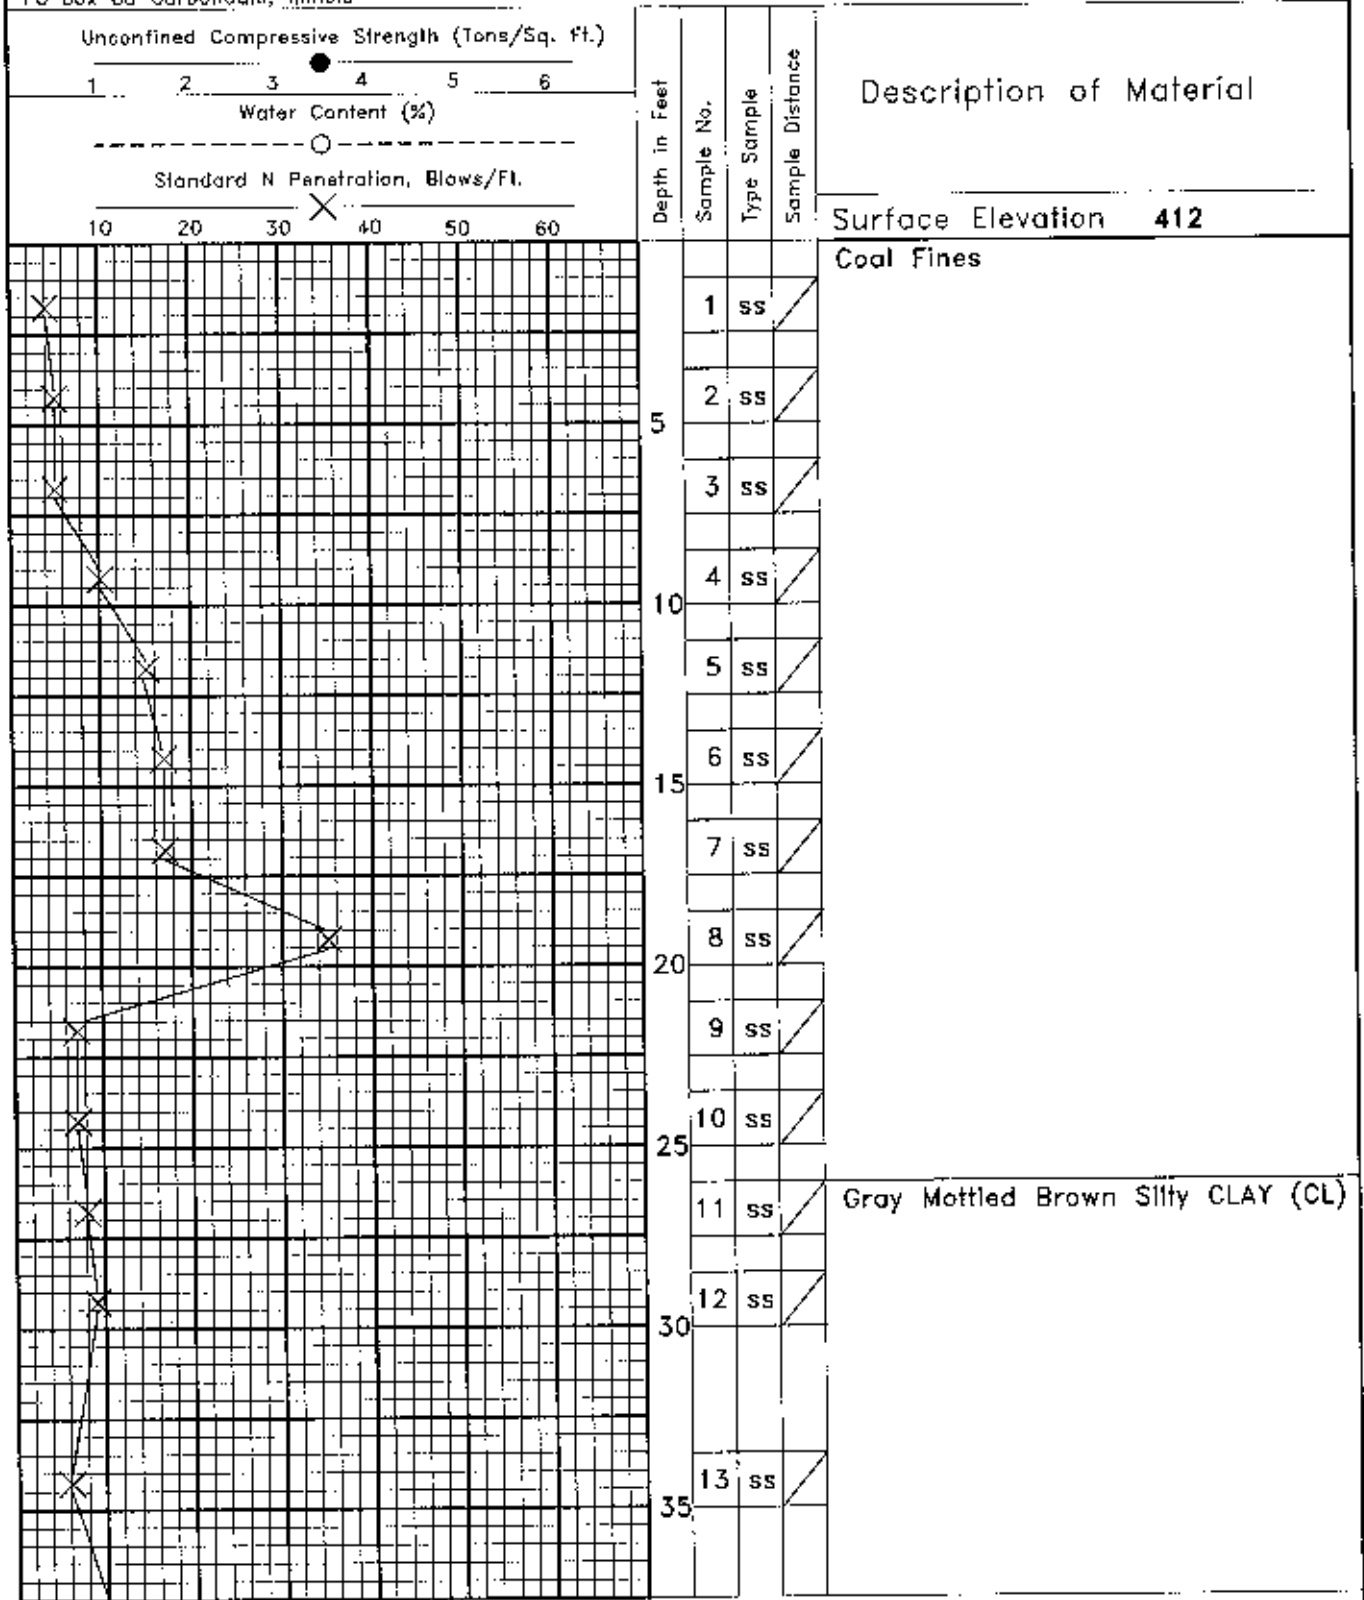 PO Box
Unconfined Compressive Strength (Tons/Sq. ft.)
1 2 3 4 5 6
Water Content (%)
Standard N Penetration, Blows/Ft.
10 20 30 40 50 60
Depth in Feet
Sample No.
Type Sample
Sample Distance
Description of Material
Surface Elevation 412
Coal Fines
1 ss
2 ss
5
3 ss
4 ss
10
5 ss
6 ss
15
7 ss
8 ss
20
9 ss
10 ss
25
11 ss Gray Mottled Brown Silty CLAY (CL)
12 ss
30
13 ss
35